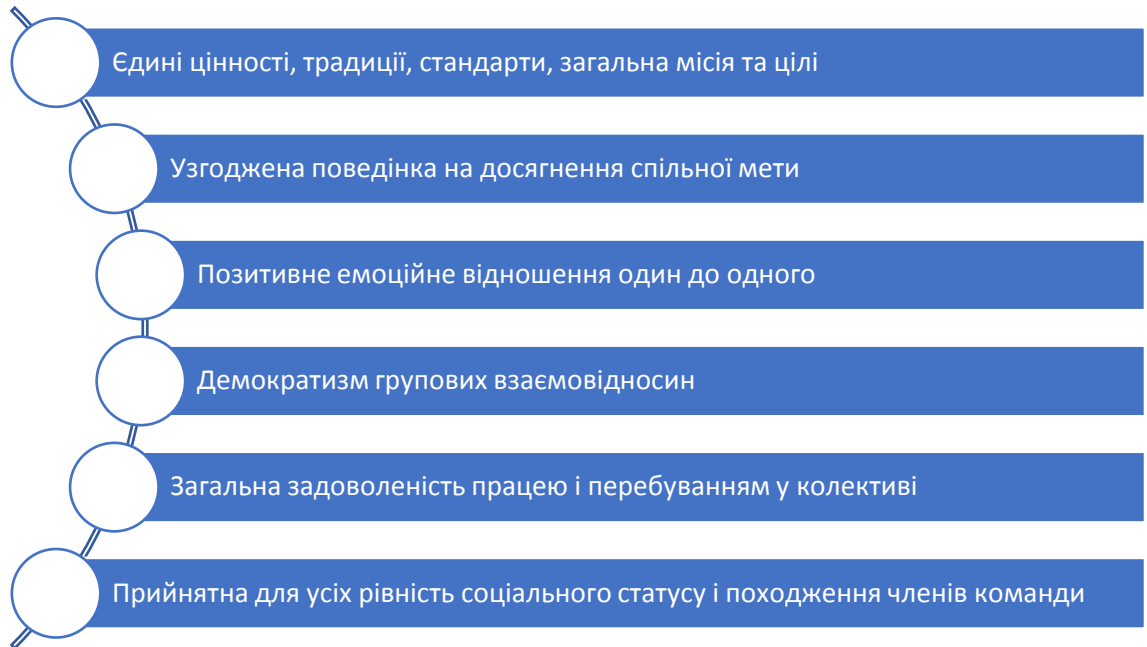 Єдині цінності, традиції, стандарти, загальна місія та цілі
Узгоджена поведінка на досягнення спільної мети
Позитивне емоційне відношення один до одного
Демократизм групових взаємовідносин
Загальна задоволеність працею і перебуванням у колективі
Прийнятна для усіх рівність соціального статусу і походження членів команди